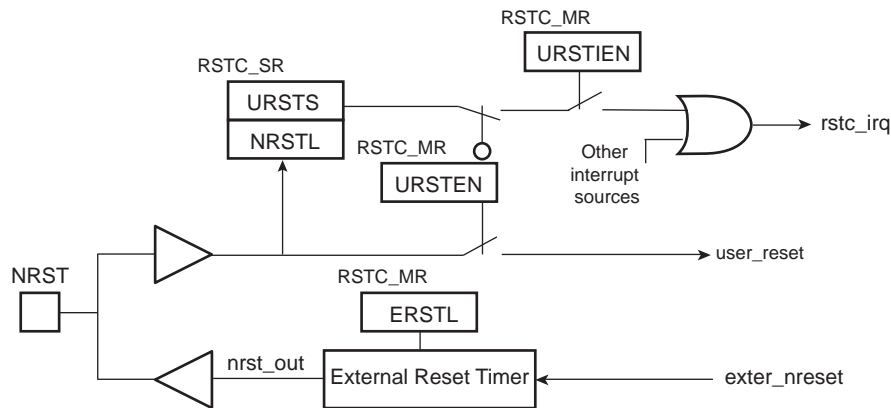 RSTC_MR
URSTIEN
RSTC_SR
URSTS
NRSTL
rstc_irq
RSTC_MR
URSTEN
Other
interrupt
sources
user_reset
NRST
RSTC_MR
ERSTL
nrst_out
External Reset Timer
exter_nreset